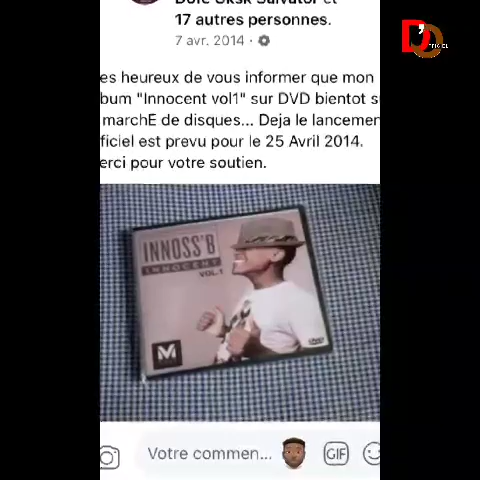 17 autres personnes.
7 avr. 2014 ·
es heureux de vous informer que mon
bum "Innocent vol1" sur DVD bientot s
marchE de disques... Deja le lancemen
ficiel est prevu pour le 25 Avril 2014.
erci pour votre soutien.
INNOSS'B
INNOCENT
VOL.1
M
DVD
Votre commen...
GIF